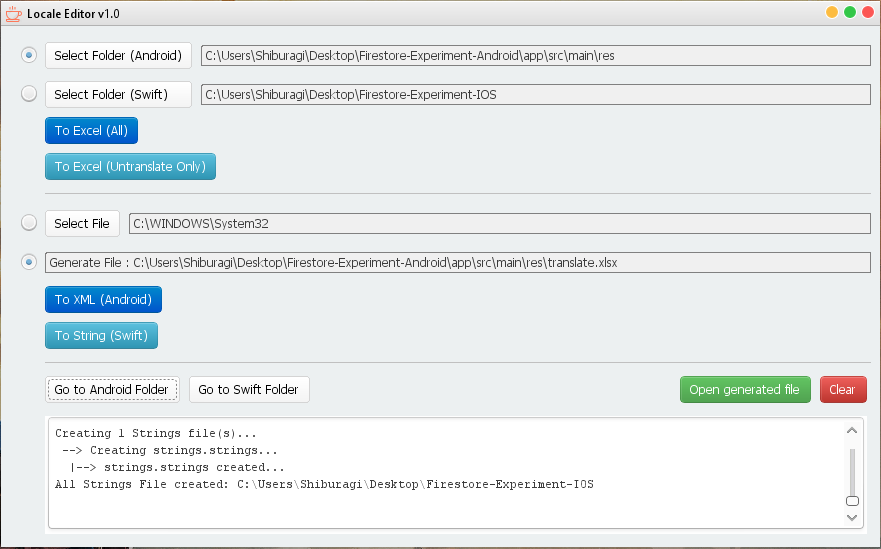 Locale Editor v1.0
Select Folder (Android) C:\Users\Shiburagi\Desktop\Firestore-Experiment-Android\app\src\main\res
Select Folder (Swift) C:\Users\Shiburagi\Desktop\Firestore-Experiment-IOS
To Excel (All)
To Excel (Untranslate Only)
Select File C:\WINDOWS\System32
Generate File : C:\Users\Shiburagi\Desktop\Firestore-Experiment-Android\app\src\main\res\translate.xlsx
To XML (Android)
To String (Swift)
Go to Android Folder Go to Swift Folder Open generated file Clear
Creating 1 Strings file(s)...
--> Creating strings.strings...
|--> strings.strings created...
All Strings File created: C:\Users\Shiburagi\Desktop\Firestore-Experiment-IOS